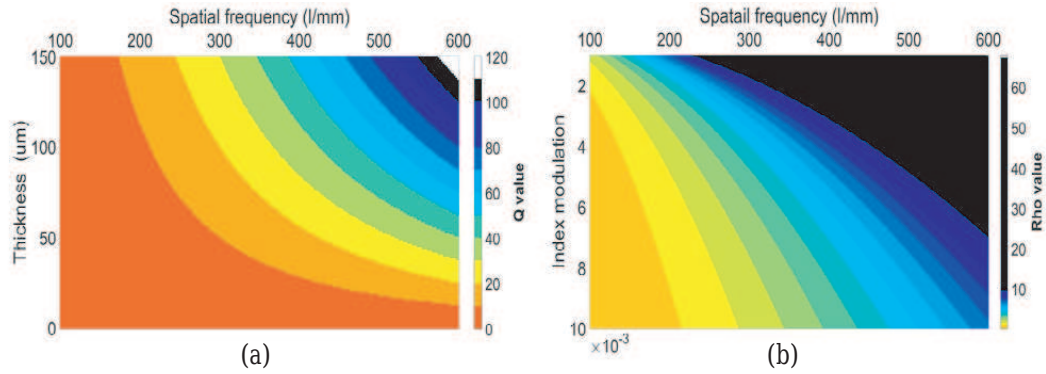 Spatial frequency (l/mm)
100 200 300 400 500 600
150
100
50
0
Thickness (um)
120
100
80
60
40
20
0
Q value
(a)
Spatail frequency (l/mm)
100 200 300 400 500 600
2
4
6
8
10
×10-3
Index modulation
60
50
40
30
20
10
Rho value
(b)